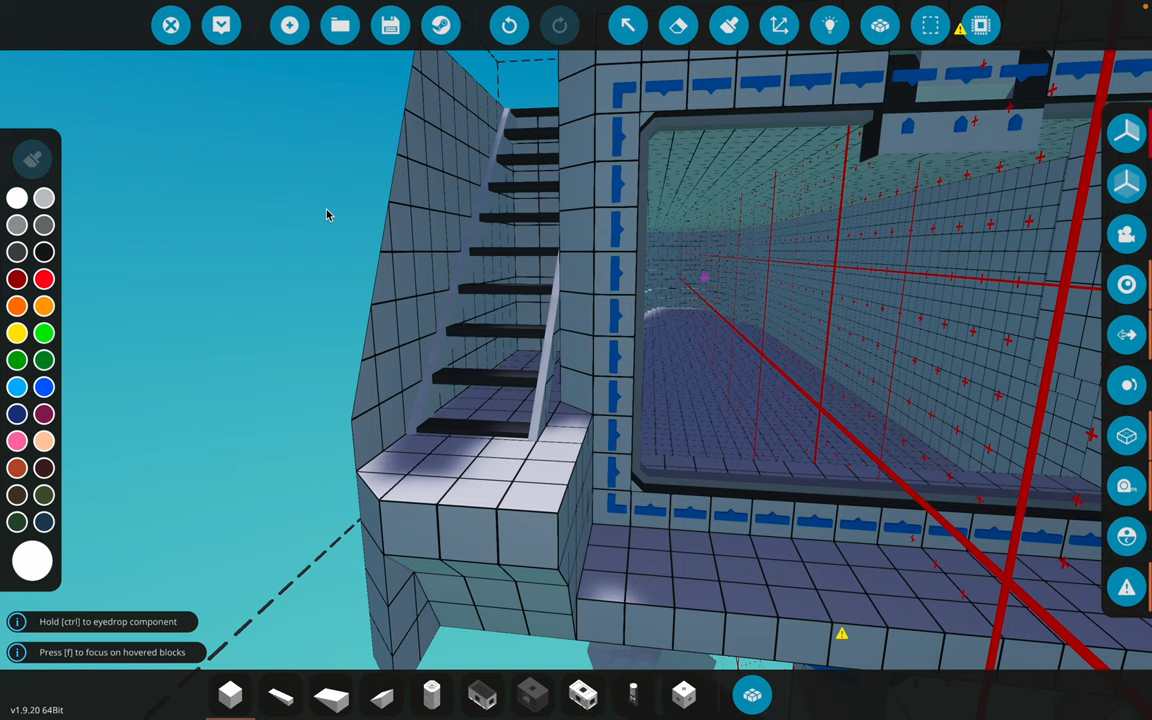 Hold [ctrl] to eyedrop component
Press [f] to focus on hovered blocks
v1.9.20 64Bit